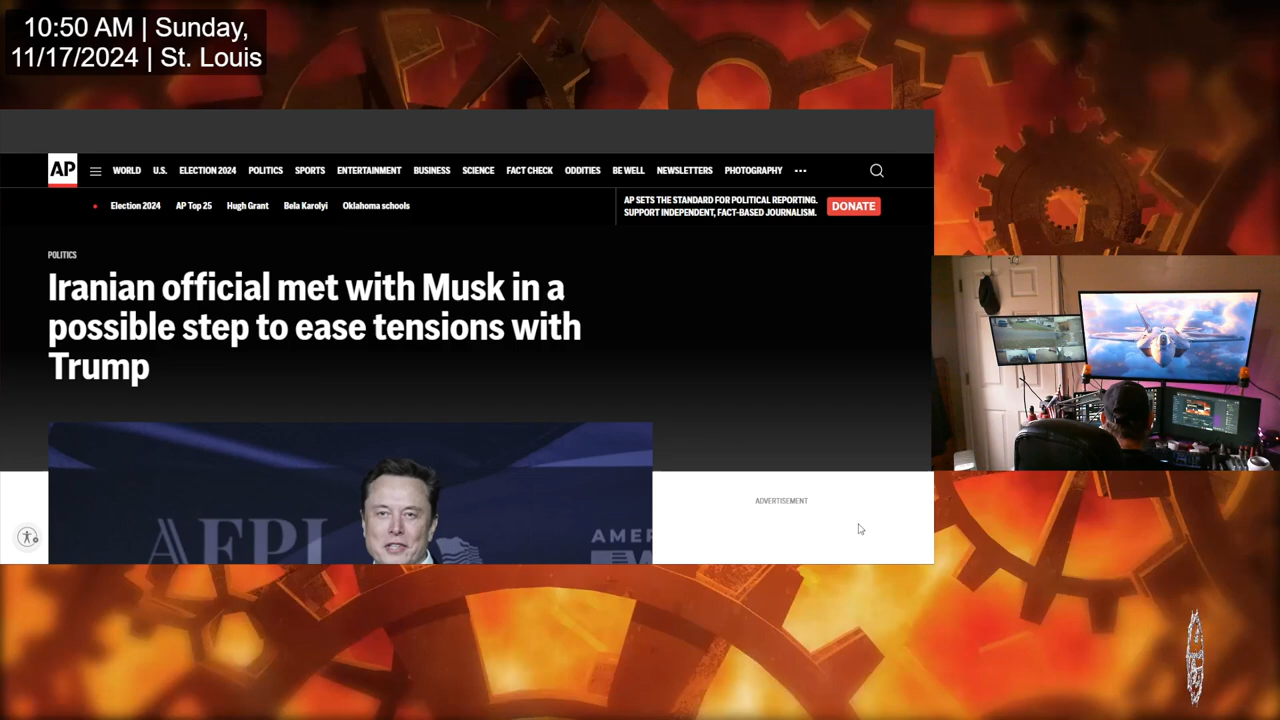 10:50 AM | Sunday,
11/17/2024 | St. Louis
AP
WORLD U.S. ELECTION 2024 POLITICS SPORTS ENTERTAINMENT BUSINESS SCIENCE FACT CHECK ODDITIES BE WELL NEWSLETTERS PHOTOGRAPHY
Election 2024 AP Top 25 Hugh Grant Bela Karolyi Oklahoma schools
AP SETS THE STANDARD FOR POLITICAL REPORTING.
SUPPORT INDEPENDENT, FACT-BASED JOURNALISM.
DONATE
POLITICS
Iranian official met with Musk in a
possible step to ease tensions with
Trump
ADVERTISEMENT
AFPI
AMER